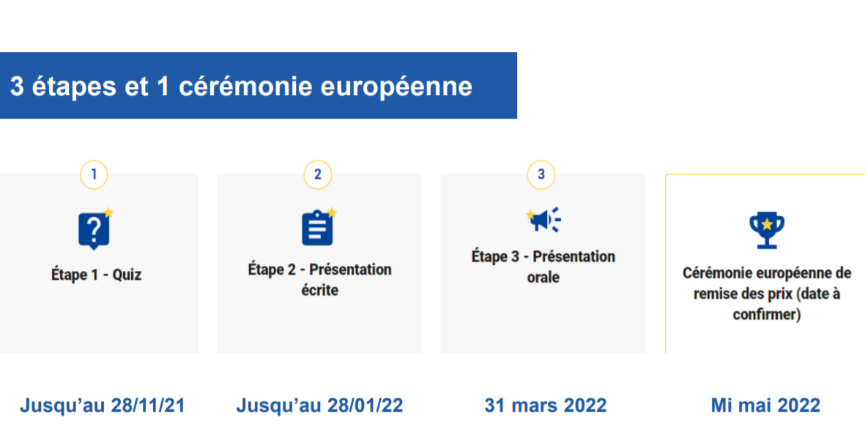 3 étapes et 1 cérémonie européenne
1
2
3
?
Étape 1 - Quiz
Étape 2 - Présentation
écrite
Étape 3 - Présentation
orale
Cérémonie européenne de
remise des prix (date à
confirmer)
Jusqu’au 28/11/21
Jusqu’au 28/01/22
31 mars 2022
Mi mai 2022